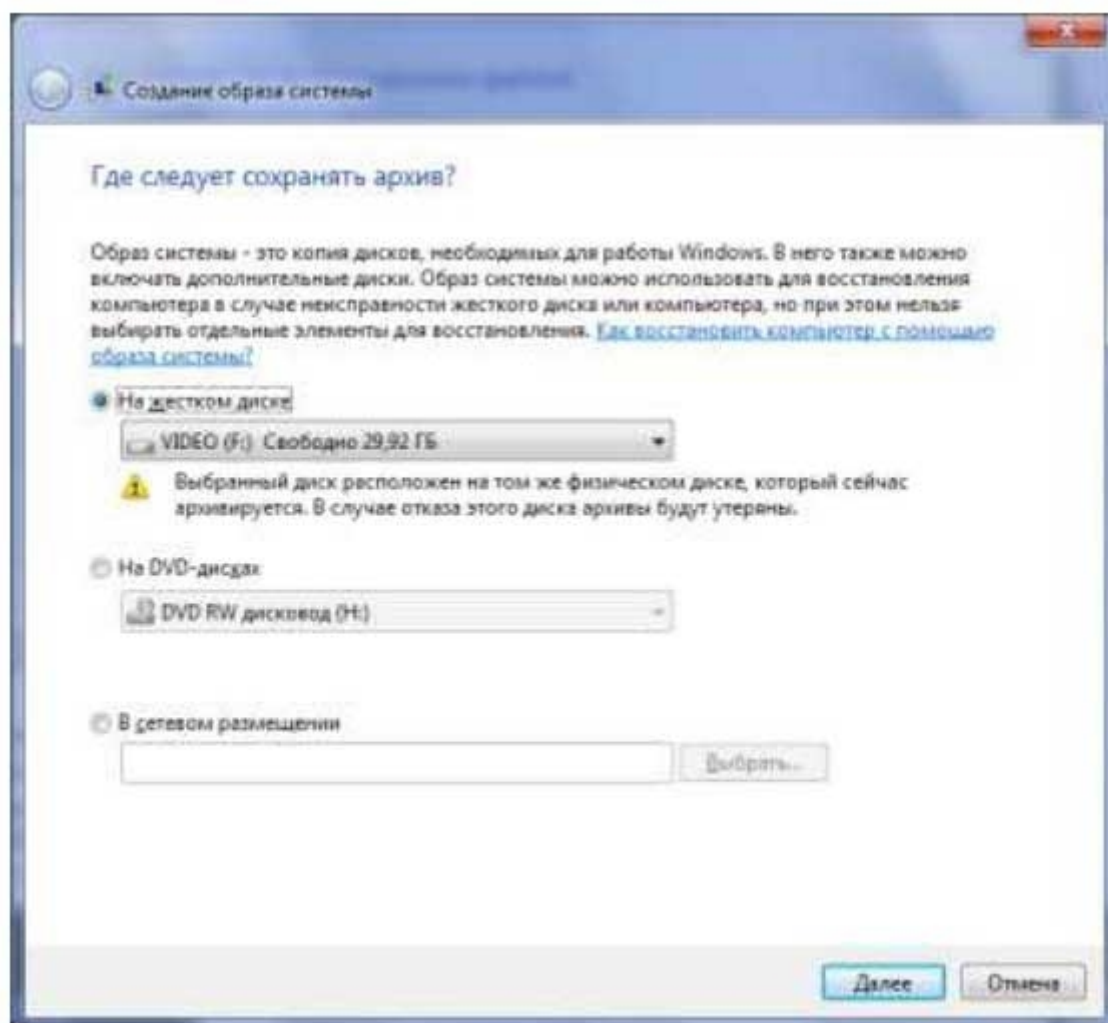 Создание образа системы
Где следует сохранять архив?
Образ системы - это копия дисков, необходимых для работы Windows. В него также можно
включать дополнительные диски. Образ системы можно использовать для восстановления
компьютера в случае неисправности жесткого диска или компьютера, но при этом нельзя
выбирать отдельные элементы для восстановления. Как восстановить компьютер с помощью
образа системы?
На жестком диске
VIDEO (F:) Свободно 29,92 ГБ
Выбранный диск расположен на том же физическом диске, который сейчас
архивируется. В случае отказа этого диска архивы будут утеряны.
На DVD-дисках
DVD RW дисковод (H:)
В сетевом размещении
Выбрать...
Далее Отмена